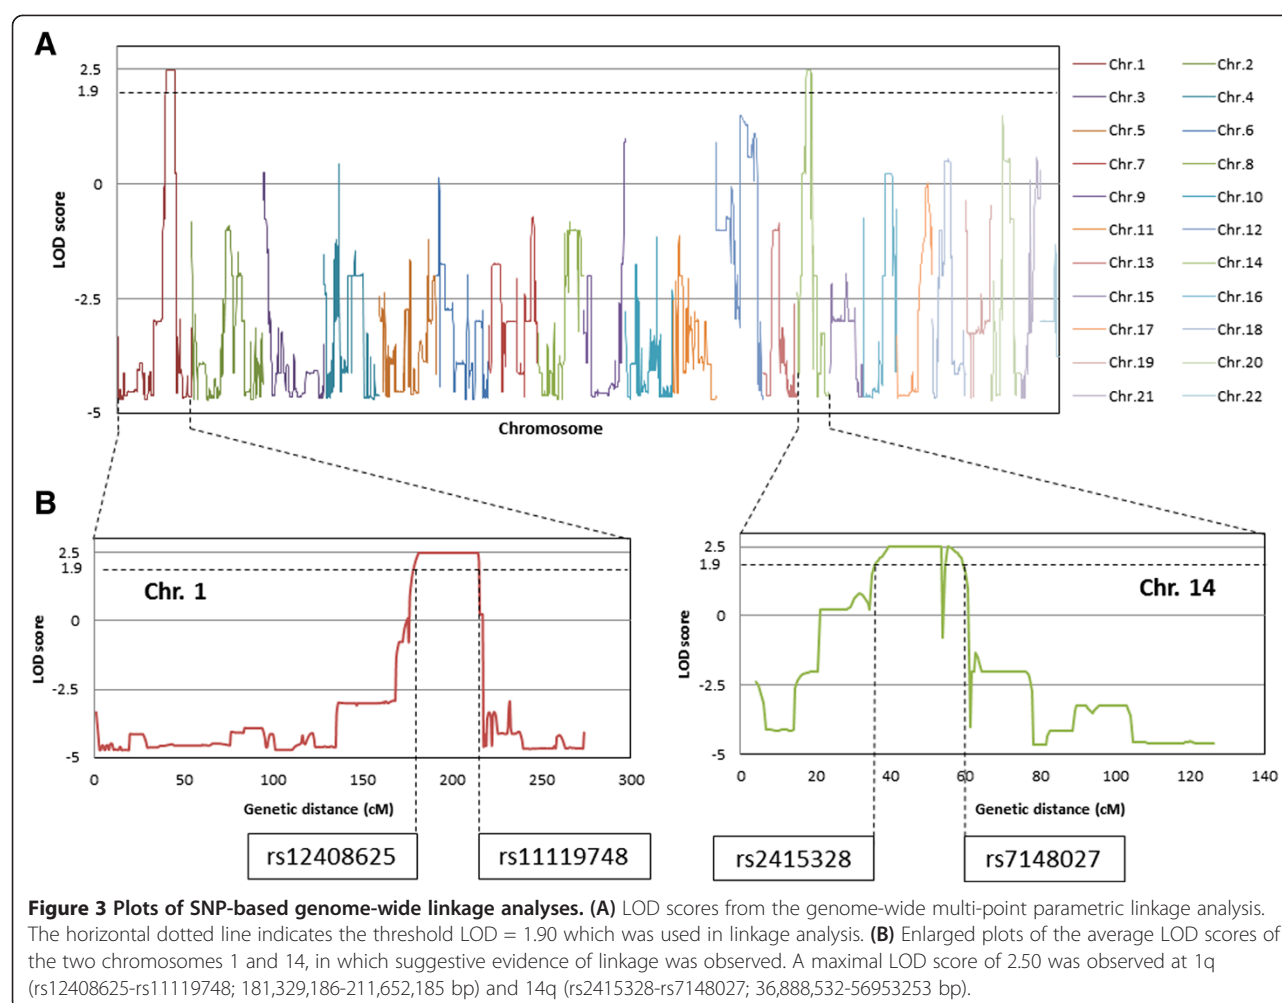 A
2.5
1.9
0
-2.5
-5
LOD score
Chromosome
Chr.1 Chr.2
Chr.3 Chr.4
Chr.5 Chr.6
Chr.7 Chr.8
Chr.9 Chr.10
Chr.11 Chr.12
Chr.13 Chr.14
Chr.15 Chr.16
Chr.17 Chr.18
Chr.19 Chr.20
Chr.21 Chr.22
B
2.5
1.9
0
-2.5
-5
LOD score
Chr. 1
0 50 100 150 200 250 300
Genetic distance (cM)
rs12408625
rs11119748
2.5
1.9
0
-2.5
-5
LOD score
Chr. 14
0 20 40 60 80 100 120 140
Genetic distance (cM)
rs2415328
rs7148027
Figure 3 Plots of SNP-based genome-wide linkage analyses. (A) LOD scores from the genome-wide multi-point parametric linkage analysis.
The horizontal dotted line indicates the threshold LOD = 1.90 which was used in linkage analysis. (B) Enlarged plots of the average LOD scores of
the two chromosomes 1 and 14, in which suggestive evidence of linkage was observed. A maximal LOD score of 2.50 was observed at 1q
(rs12408625-rs11119748; 181,329,186-211,652,185 bp) and 14q (rs2415328-rs7148027; 36,888,532-56953253 bp).